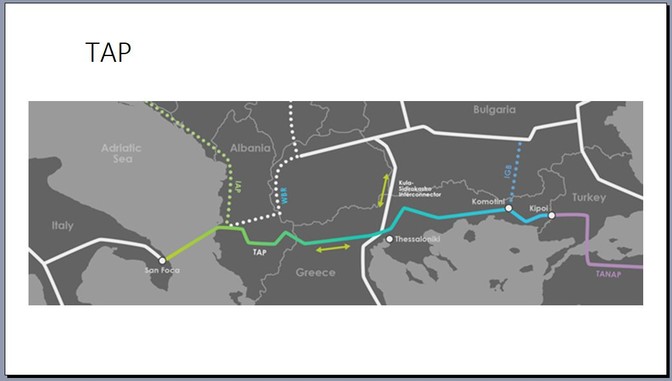 TAP
Bulgaria
Adriatic
Sea
Albania
IAP
WBR
IGB
Kula-
Sidirokastro
Interconnector
Komotini
Kipoi
Turkey
Italy
San Foca
TAP
Thessaloniki
Greece
TANAP